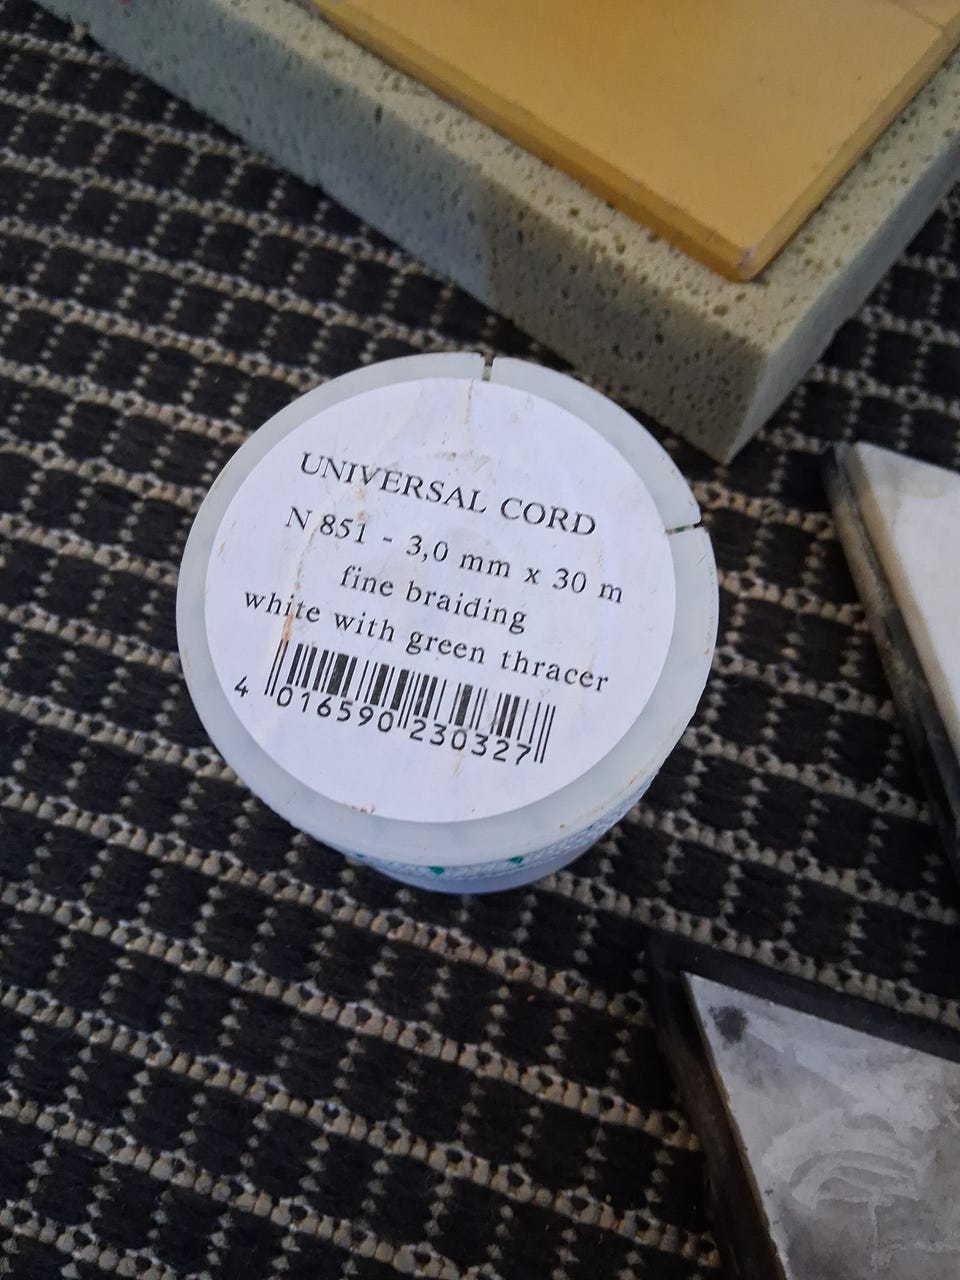 UNIVERSAL CORD
N 851 - 3,0 mm x 30 m
fine braiding
white with green thracer
4 016590 230327